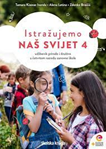 Tamara Kisovar Ivanda • Alena Letina • Zdenko Braičić
Istražujemo
NAŠ SVIJET 4
udžbenik prirode i društva
u četvrtom razredu osnovne škole
školska knjiga